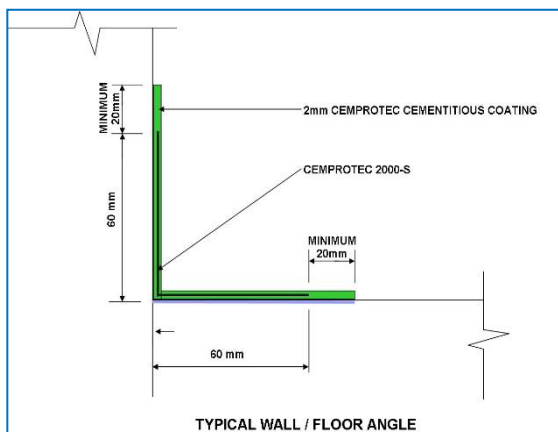 MINIMUM
20mm
2mm CEMPROTEC CEMENTITIOUS COATING
CEMPROTEC 2000-S
60 mm
MINIMUM
20mm
60 mm
TYPICAL WALL / FLOOR ANGLE